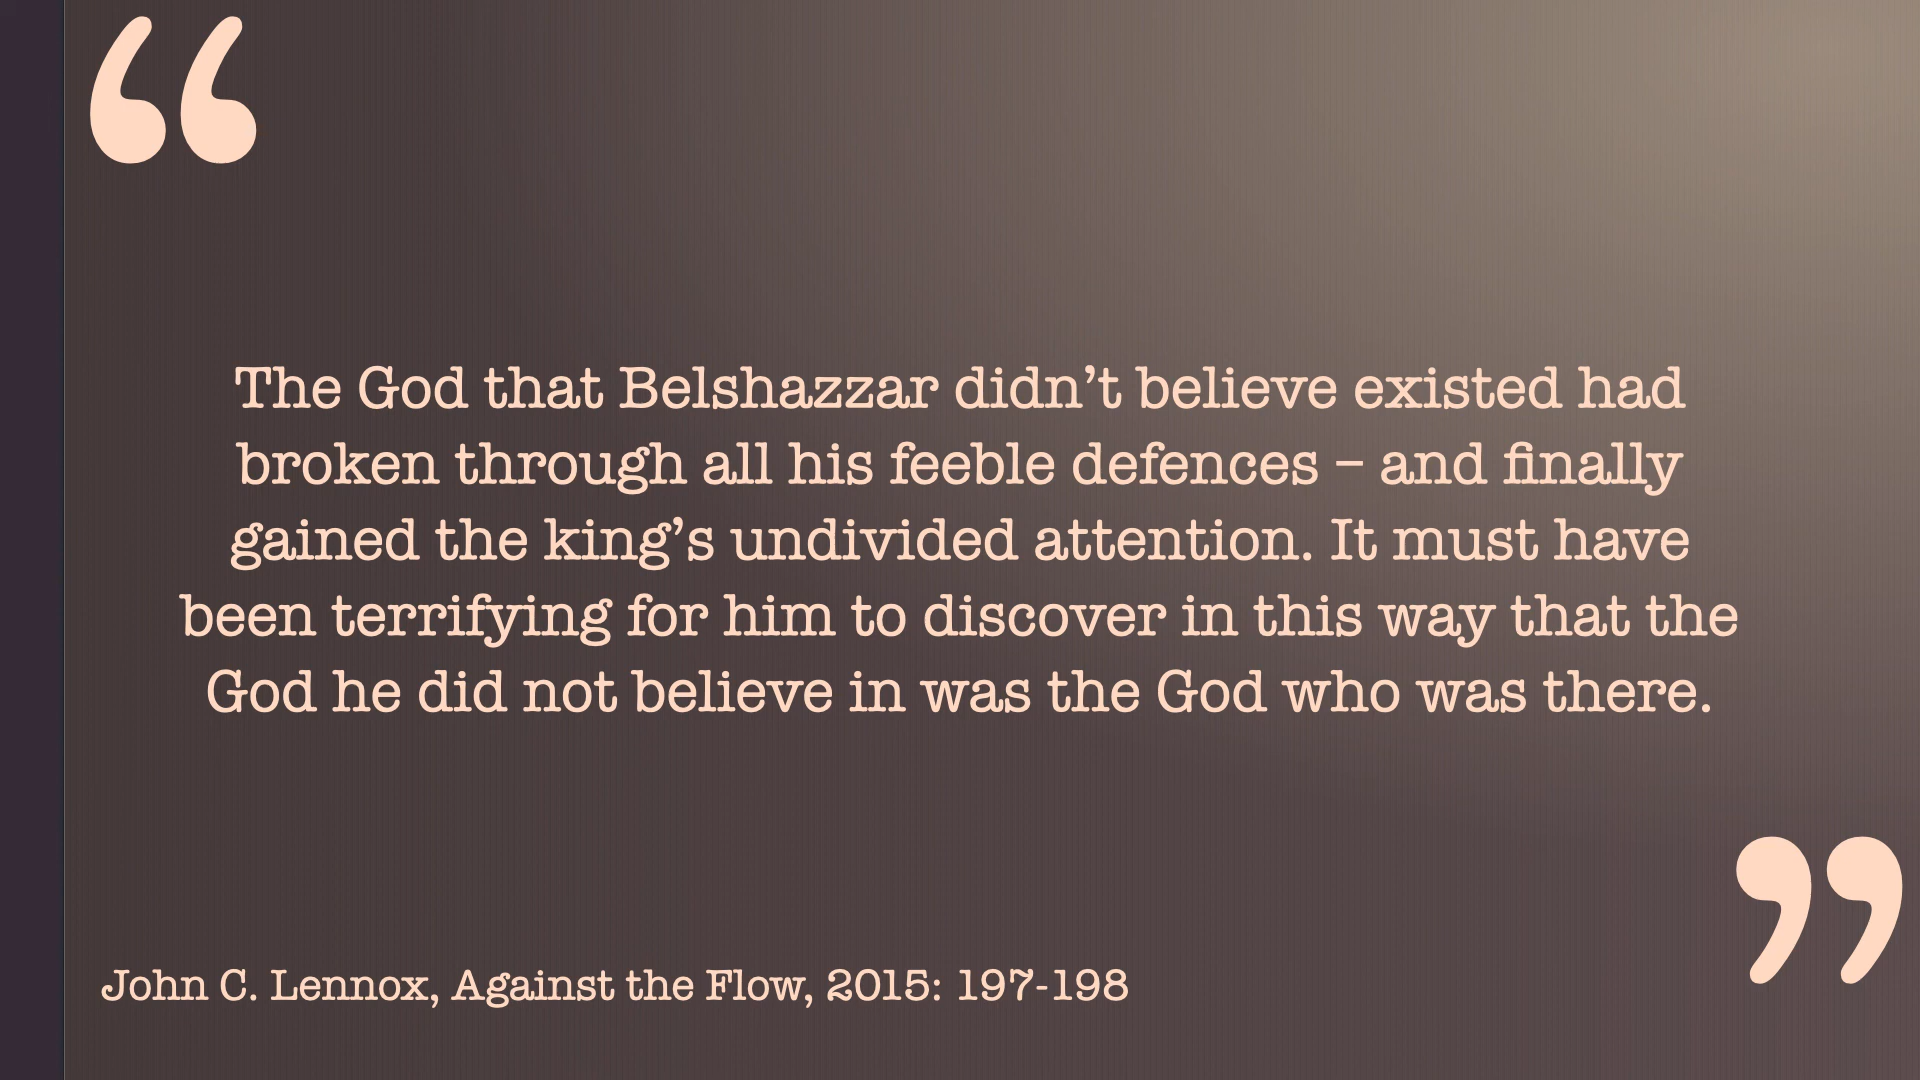 “
The God that Belshazzar didn’t believe existed had
broken through all his feeble defences – and finally
gained the king’s undivided attention. It must have
been terrifying for him to discover in this way that the
God he did not believe in was the God who was there.
”
John C. Lennox, Against the Flow, 2015: 197-198